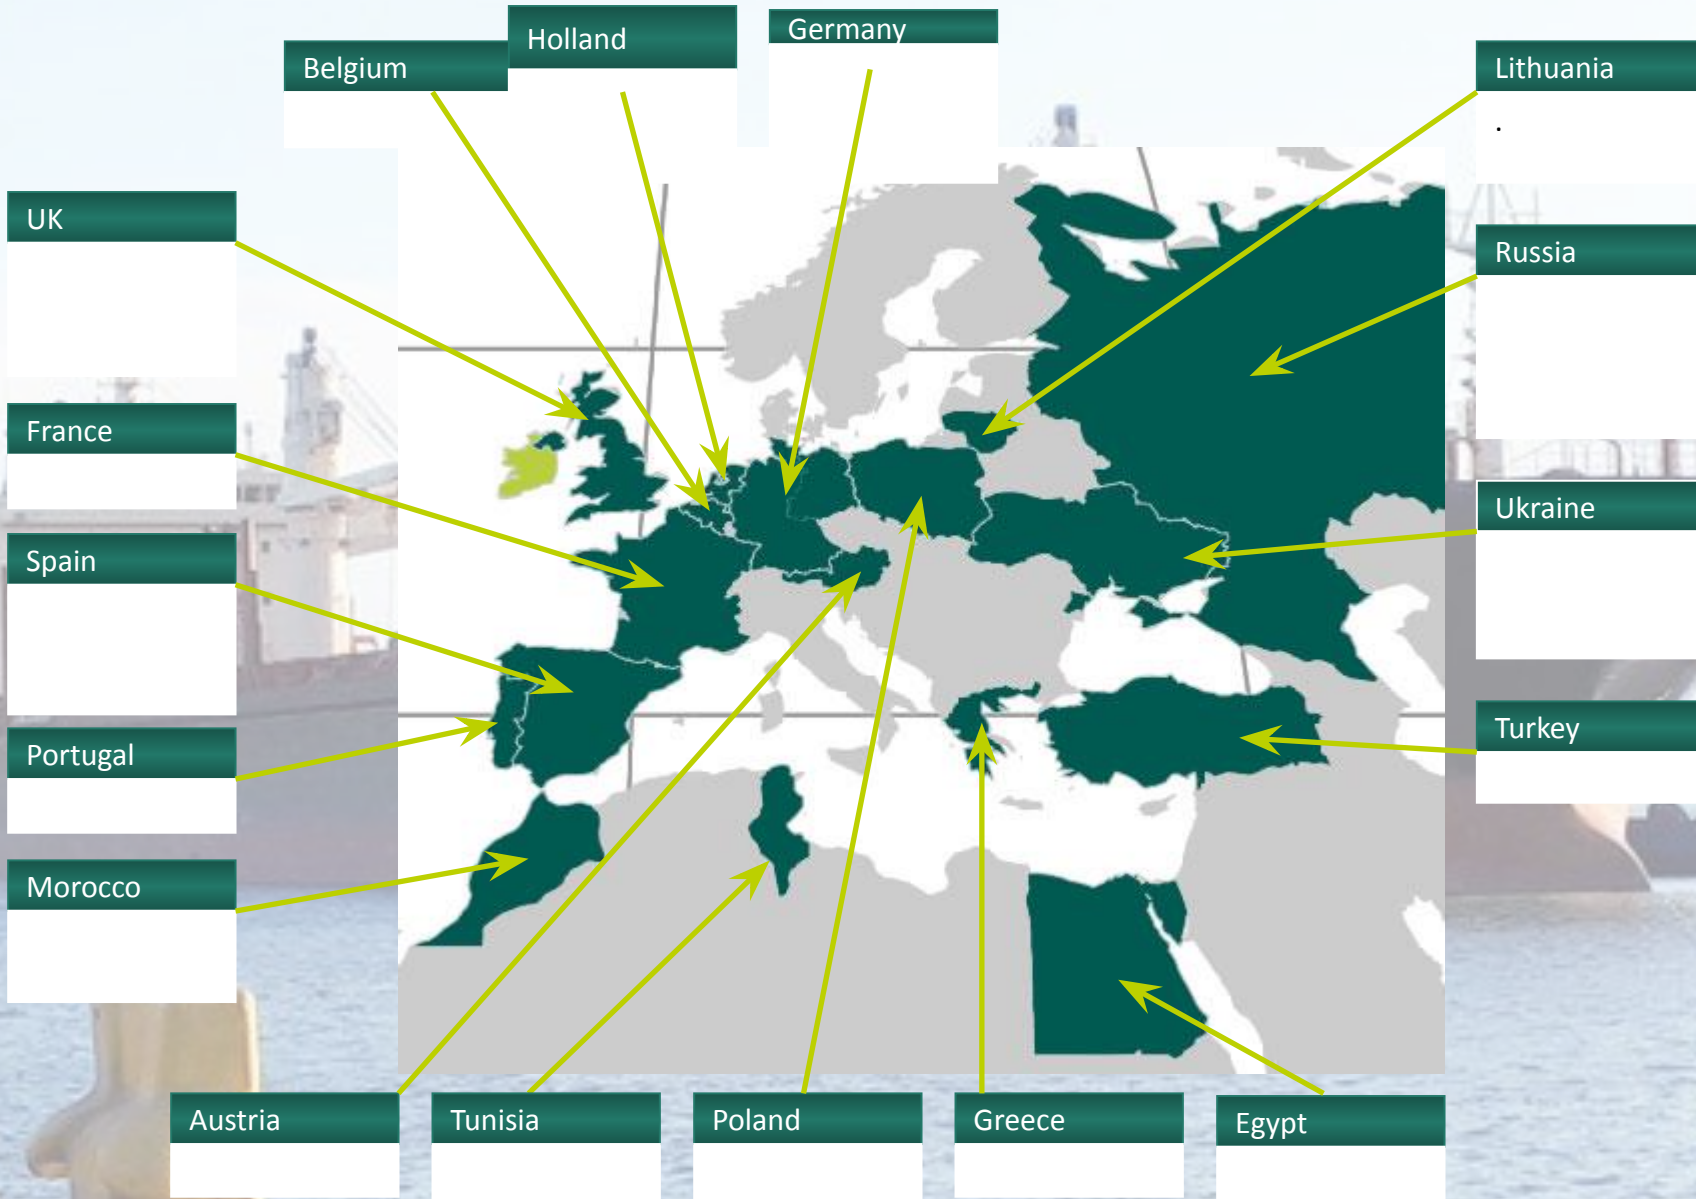 Holland
Germany
Belgium
Lithuania
.
UK
Russia
France
Ukraine
Spain
Turkey
Portugal
Morocco
Austria
Tunisia
Poland
Greece
Egypt